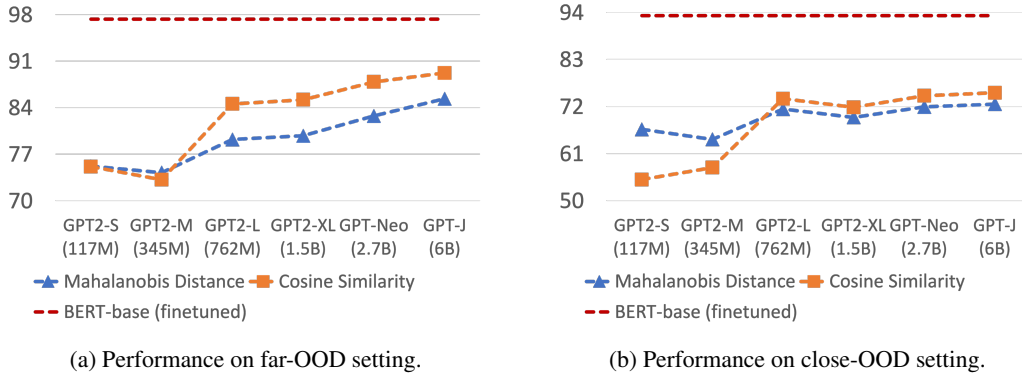 98
91
84
77
70
GPT2-S GPT2-M GPT2-L GPT2-XL GPT-Neo GPT-J
(117M) (345M) (762M) (1.5B) (2.7B) (6B)
Mahalanobis Distance Cosine Similarity
BERT-base (finetuned)
(a) Performance on far-OOD setting.
94
83
72
61
50
GPT2-S GPT2-M GPT2-L GPT2-XL GPT-Neo GPT-J
(117M) (345M) (762M) (1.5B) (2.7B) (6B)
Mahalanobis Distance Cosine Similarity
BERT-base (finetuned)
(b) Performance on close-OOD setting.